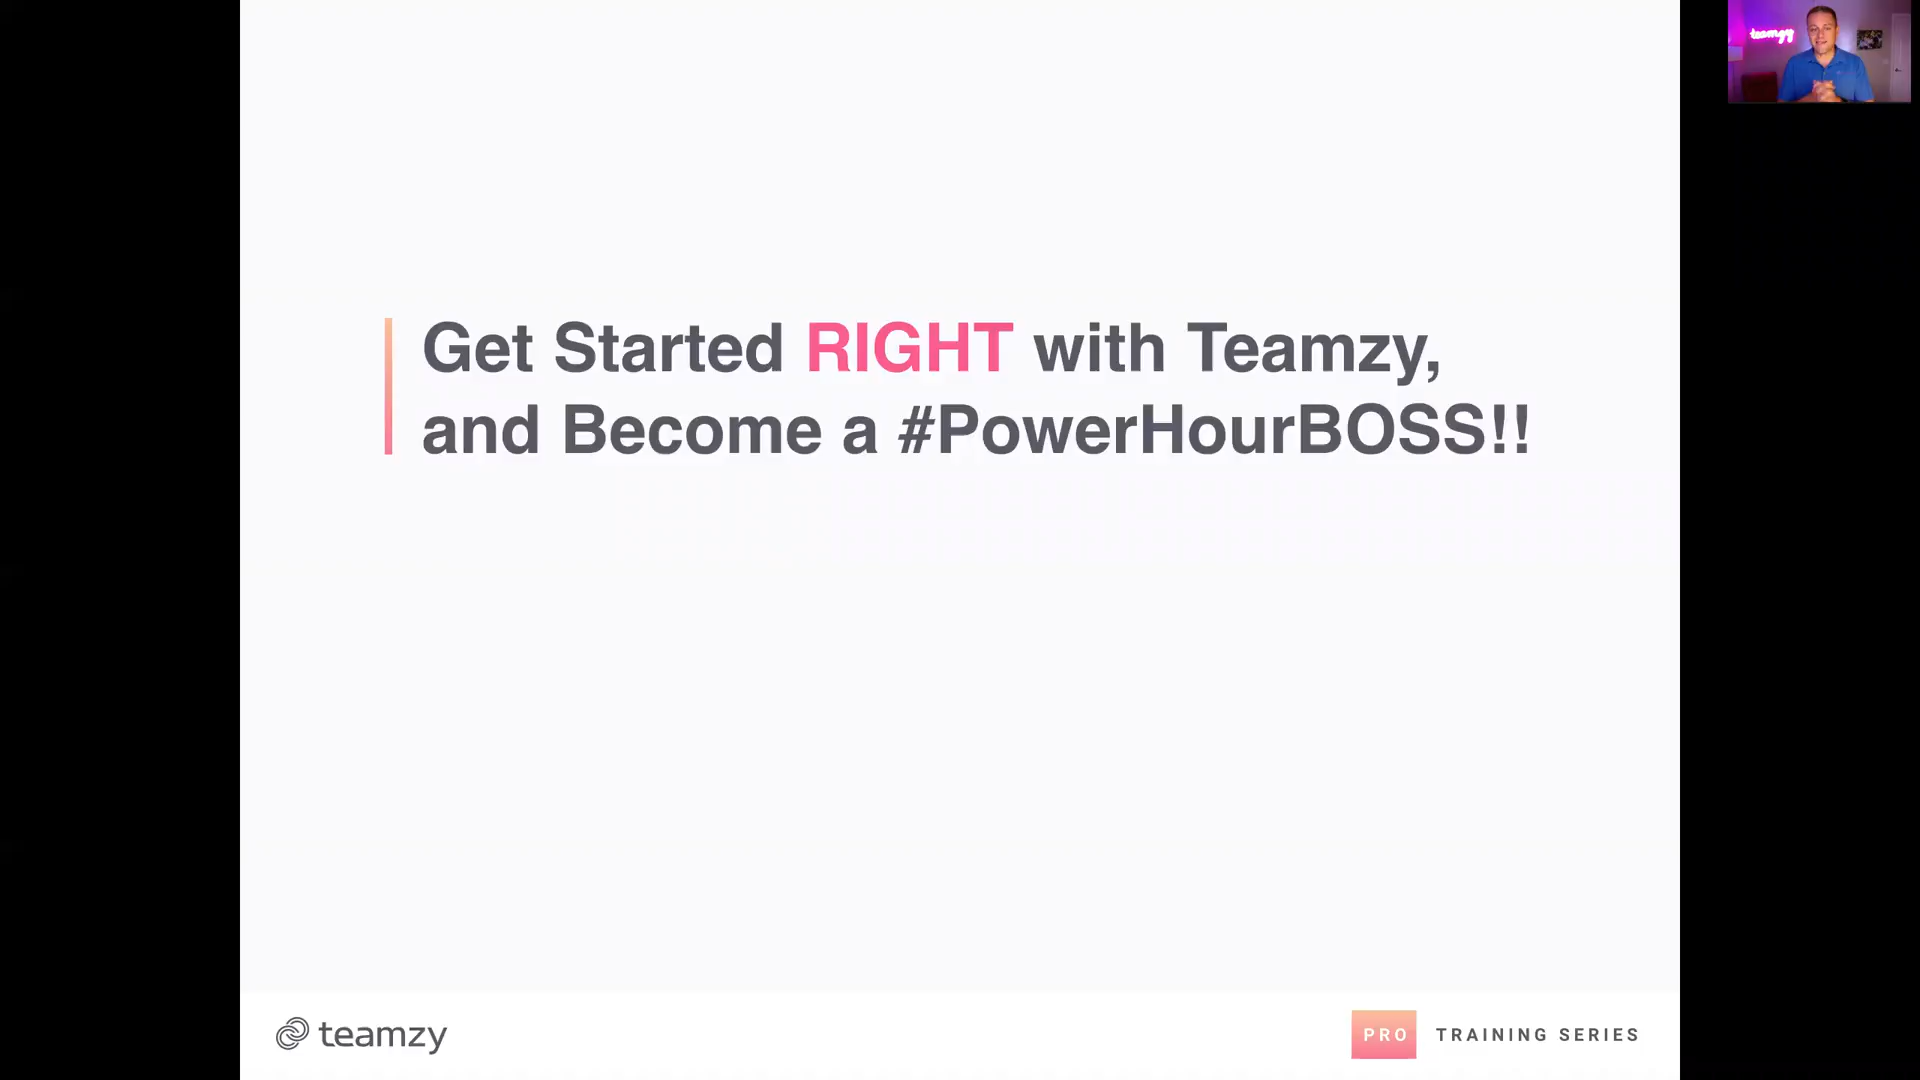 teamzy
Get Started RIGHT with Teamzy,
and Become a #PowerHourBOSS!!
teamzy
PRO TRAINING SERIES